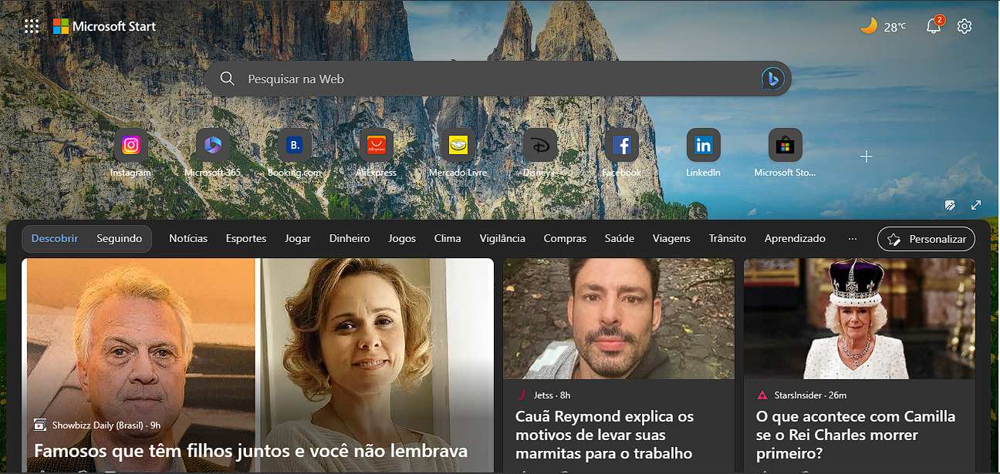 Microsoft Start
28°C
2
Pesquisar na Web
B.
AliExpress
in
Instagram
Microsoft 365
Booking.com
AliExpress
Mercado Livre
Disney+
Facebook
LinkedIn
Microsoft Sto...
Descobrir Seguindo Notícias Esportes Jogar Dinheiro Jogos Clima Vigilância Compras Saúde Viagens Trânsito Aprendizado ... Personalizar
Showbizz Daily (Brasil) · 9h
Famosos que têm filhos juntos e você não lembrava
Jetss · 8h
Cauã Reymond explica os
motivos de levar suas
marmitas para o trabalho
StarsInsider · 26m
O que acontece com Camilla
se o Rei Charles morrer
primeiro?